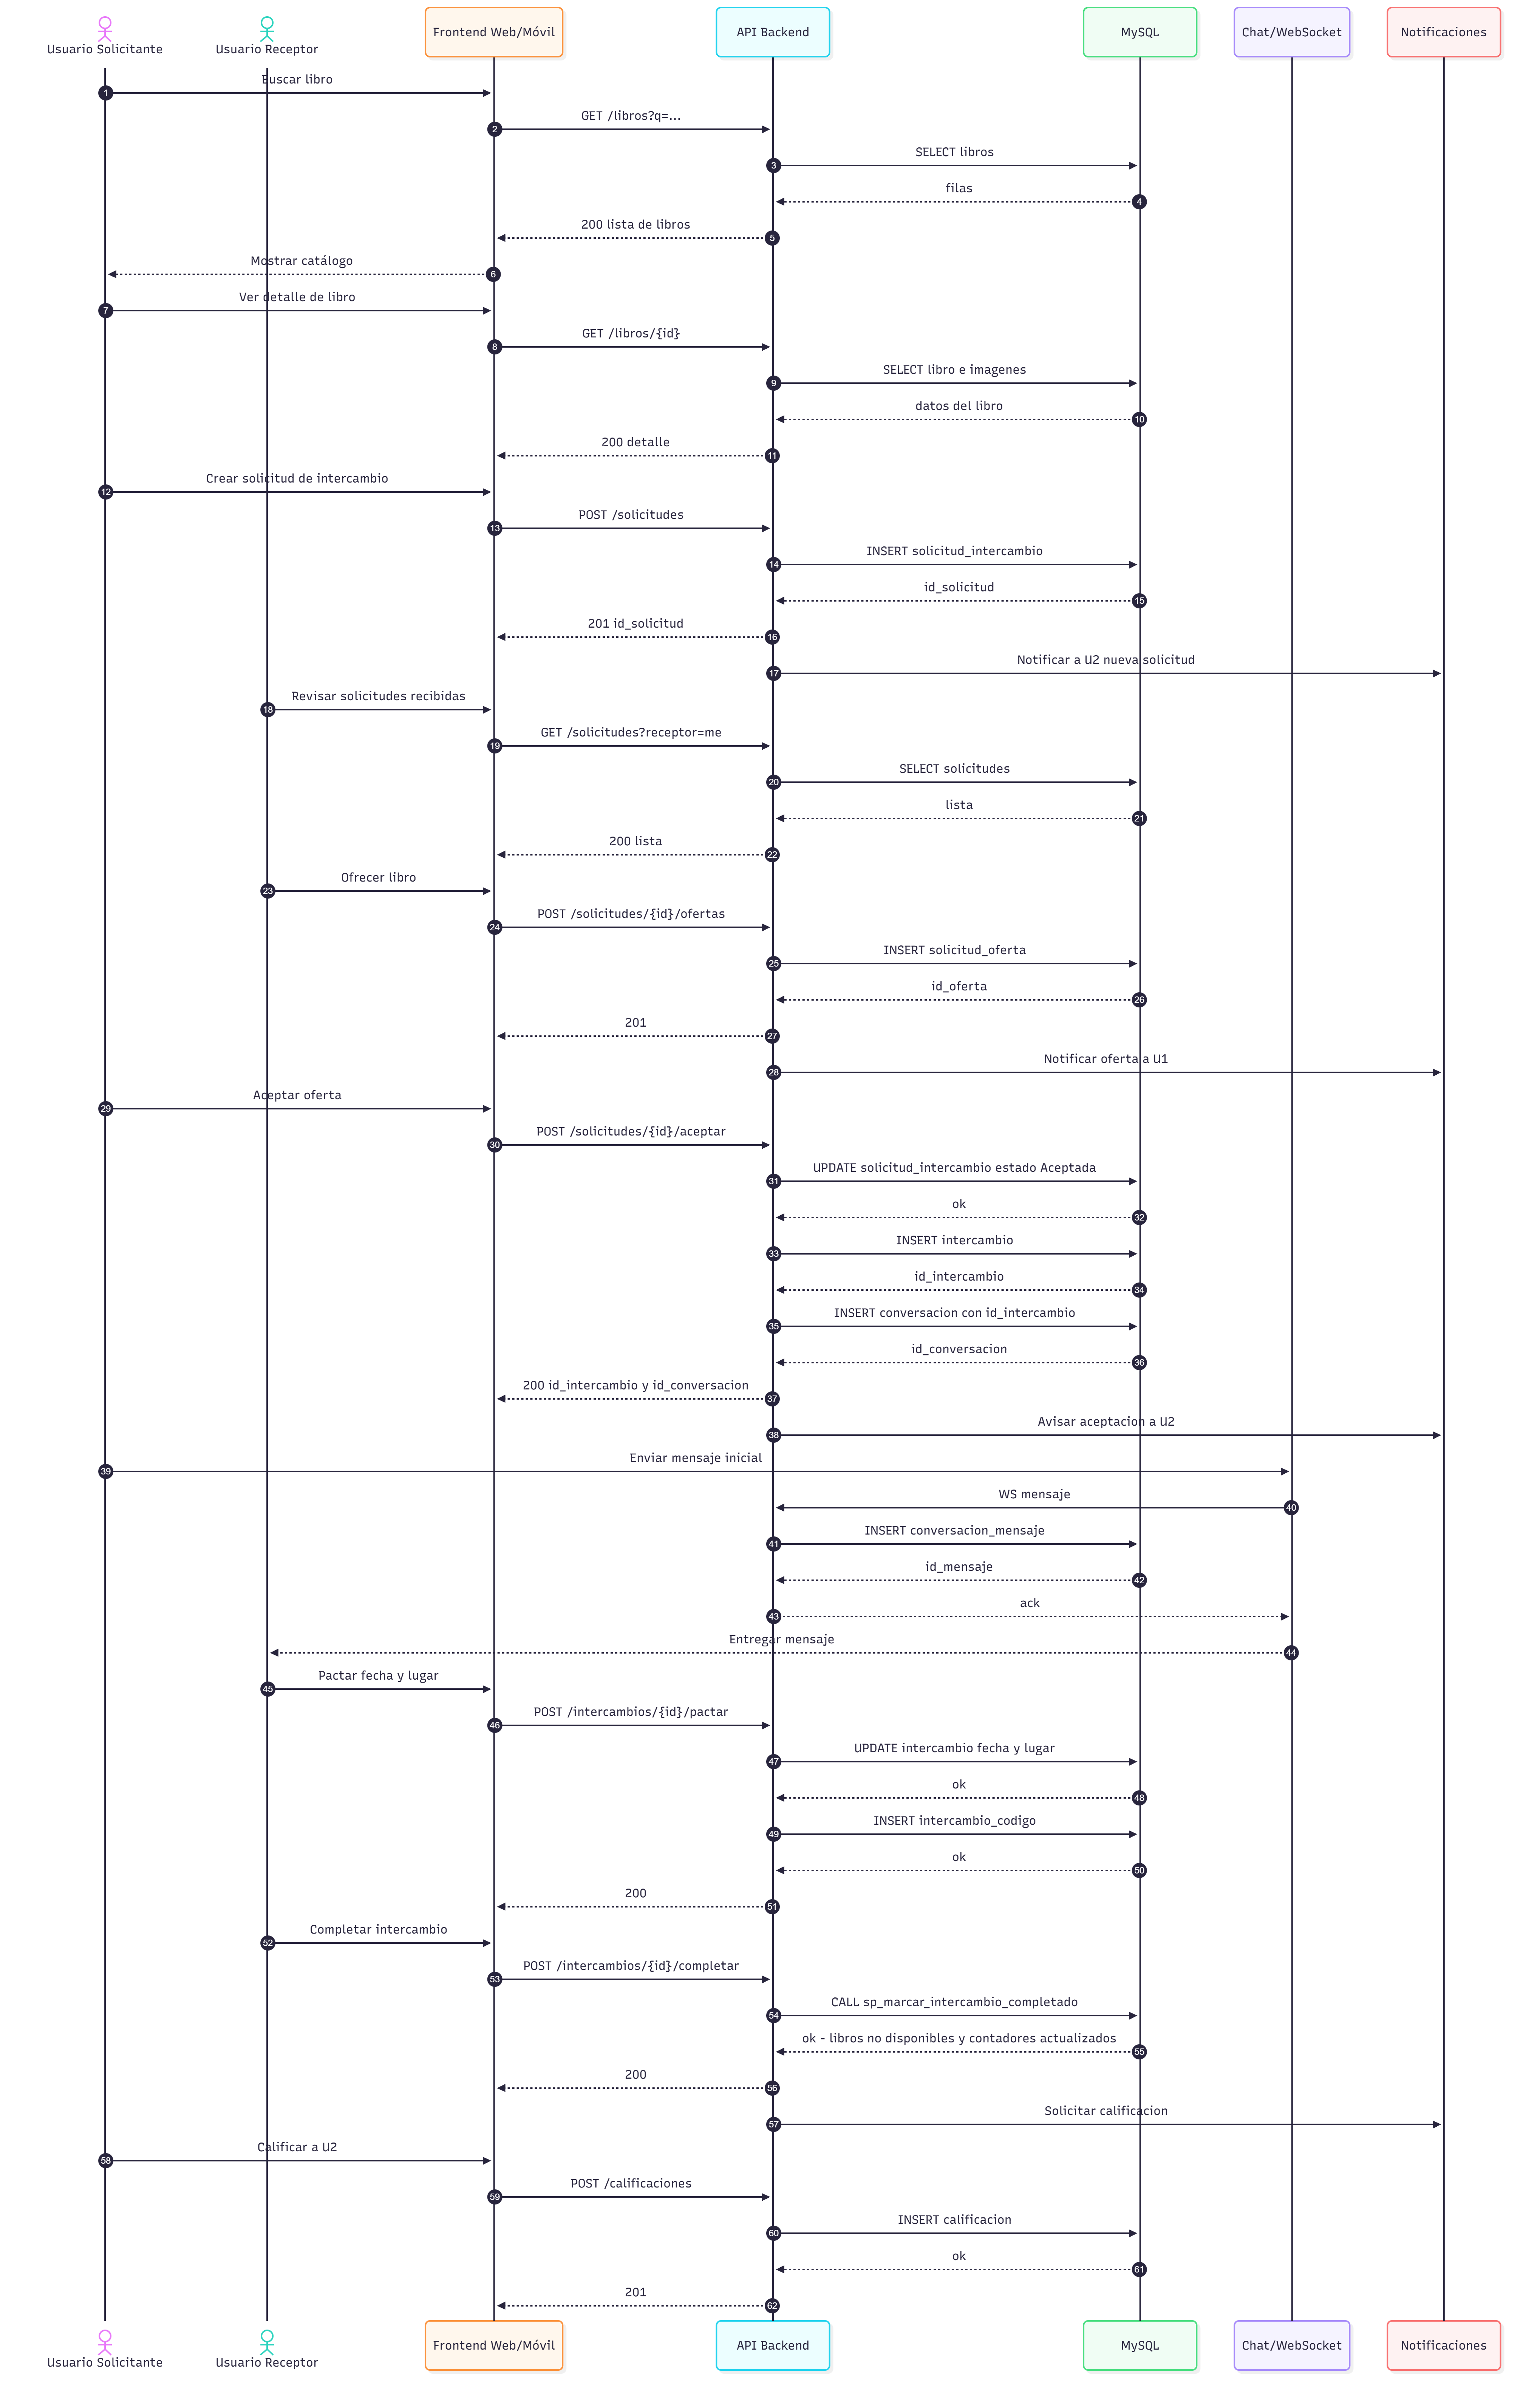 Usuario Solicitante
Usuario Receptor
Frontend Web/Móvil
API Backend
MySQL
Chat/WebSocket
Notificaciones
Buscar libro
1
GET /libros?q=...
2
SELECT libros
3
filas
4
200 lista de libros
5
Mostrar catálogo
6
Ver detalle de libro
7
GET /libros/{id}
8
SELECT libro e imagenes
9
datos del libro
10
200 detalle
11
Crear solicitud de intercambio
12
POST /solicitudes
13
INSERT solicitud_intercambio
14
id_solicitud
15
201 id_solicitud
16
Notificar a U2 nueva solicitud
17
Revisar solicitudes recibidas
18
GET /solicitudes?receptor=me
19
SELECT solicitudes
20
lista
21
200 lista
22
Ofrecer libro
23
POST /solicitudes/{id}/ofertas
24
INSERT solicitud_oferta
25
id_oferta
26
201
27
Notificar oferta a U1
28
Aceptar oferta
29
POST /solicitudes/{id}/aceptar
30
UPDATE solicitud_intercambio estado Aceptada
31
ok
32
INSERT intercambio
33
id_intercambio
34
INSERT conversacion con id_intercambio
35
id_conversacion
36
200 id_intercambio y id_conversacion
37
Avisar aceptacion a U2
38
Enviar mensaje inicial
39
WS mensaje
40
INSERT conversacion_mensaje
41
id_mensaje
42
ack
43
Entregar mensaje
44
Pactar fecha y lugar
45
POST /intercambios/{id}/pactar
46
UPDATE intercambio fecha y lugar
47
ok
48
INSERT intercambio_codigo
49
ok
50
200
51
Completar intercambio
52
POST /intercambios/{id}/completar
53
CALL sp_marcar_intercambio_completado
54
ok - libros no disponibles y contadores actualizados
55
200
56
Solicitar calificacion
57
Calificar a U2
58
POST /calificaciones
59
INSERT calificacion
60
ok
61
201
62
Usuario Solicitante
Usuario Receptor
Frontend Web/Móvil
API Backend
MySQL
Chat/WebSocket
Notificaciones